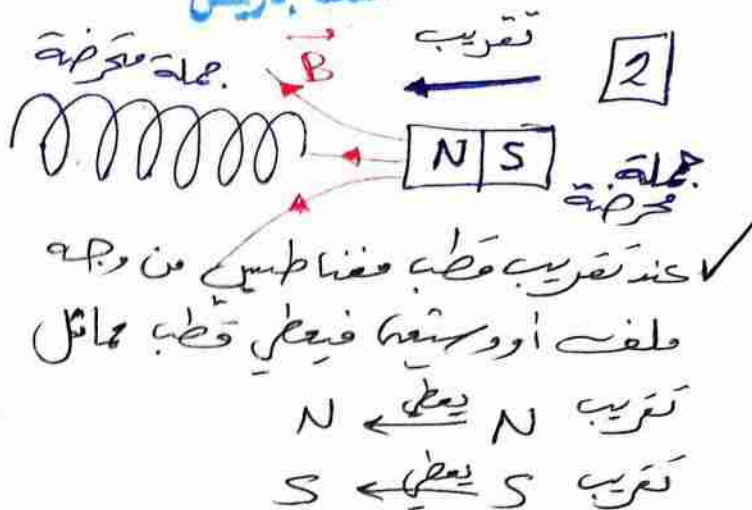 تقريب
2
جملة متحرضة
B
N S
جملة محرضة
✓ عند تقريب قطب مغناطيس من وجه
ملف أو وشيعة فيعطي قطب مماثل
تقريب N يعطي N
تقريب S يعطي S